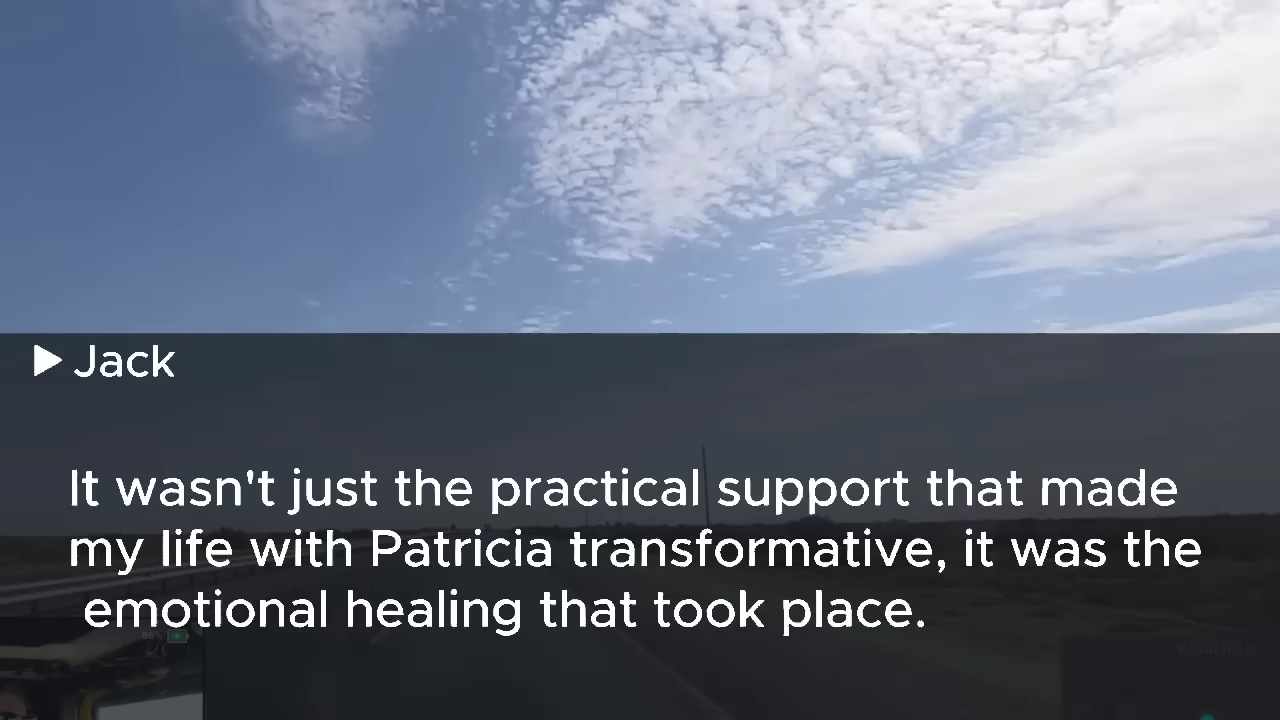 Jack
It wasn't just the practical support that made
my life with Patricia transformative, it was the
emotional healing that took place.
86%